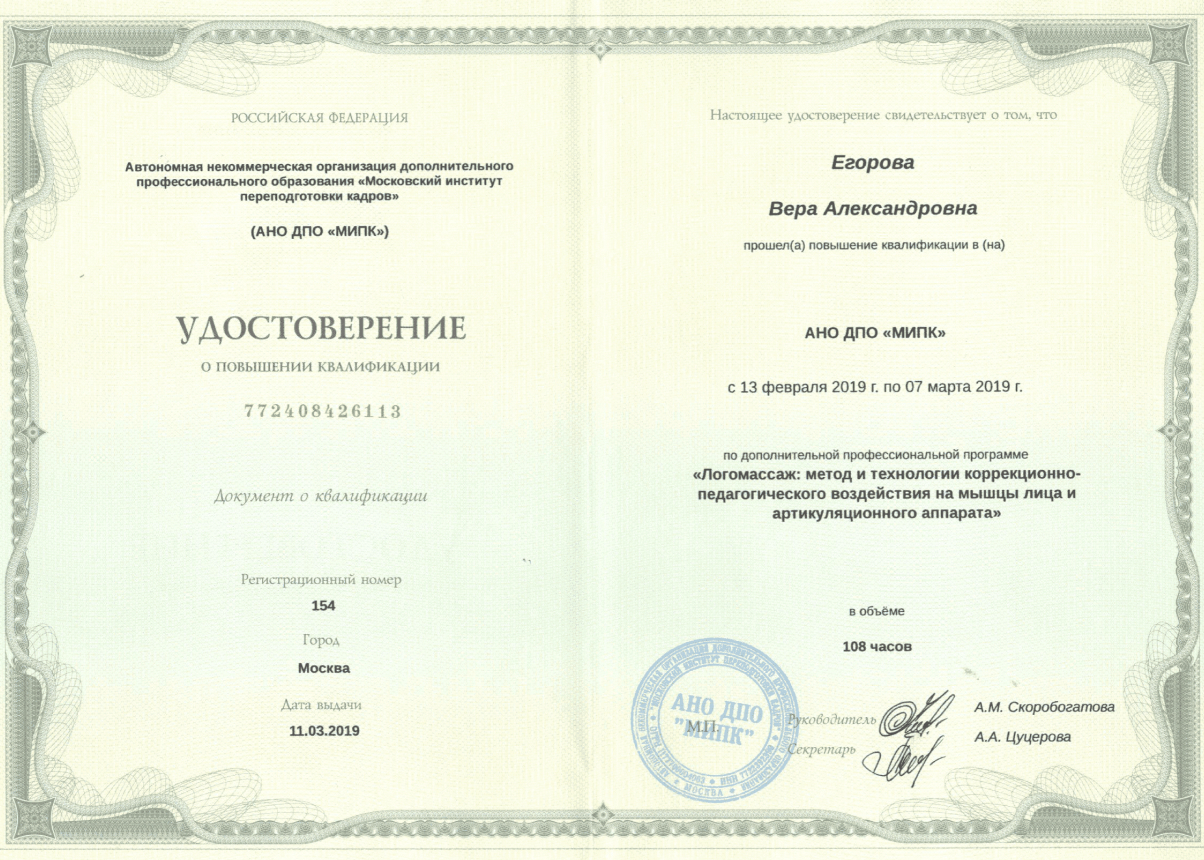 РОССИЙСКАЯ ФЕДЕРАЦИЯ
Автономная некоммерческая организация дополнительного
профессионального образования «Московский институт
переподготовки кадров»
(АНО ДПО «МИПК»)
УДОСТОВЕРЕНИЕ
О ПОВЫШЕНИИ КВАЛИФИКАЦИИ
772408426113
Документ о квалификации
Регистрационный номер
154
Город
Москва
Дата выдачи
11.03.2019
Настоящее удостоверение свидетельствует о том, что
Егорова
Вера Александровна
прошел(а) повышение квалификации в (на)
АНО ДПО «МИПК»
с 13 февраля 2019 г. по 07 марта 2019 г.
по дополнительной профессиональной программе
«Логомассаж: метод и технологии коррекционно-
педагогического воздействия на мышцы лица и
артикуляционного аппарата»
в объёме
108 часов
АНО ДПО
"МИПК"
МОСКВА
М.П.
Руководитель
А.М. Скоробогатова
Секретарь
А.А. Цуцерова